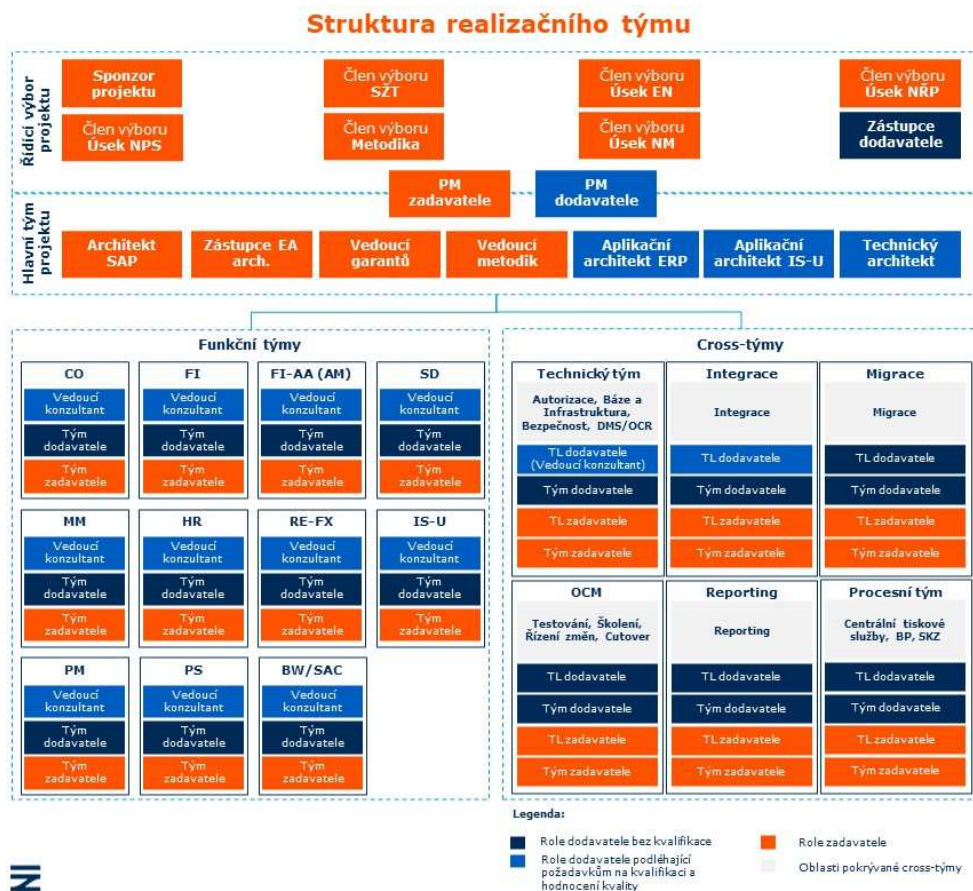 Struktura realizačního týmu
Řídící výbor
projektu
Sponzor
projektu
Člen výboru
SŽT
Člen výboru
Úsek EN
Člen výboru
Úsek NŘP
Člen výboru
Úsek NPS
Člen výboru
Metodika
Člen výboru
Úsek NM
Zástupce
dodavatele
PM
zadavatele
PM
dodavatele
Hlavní tým
projektu
Architekt
SAP
Zástupce EA
arch.
Vedoucí
garantů
Vedoucí
metodik
Aplikační
architekt ERP
Aplikační
architekt IS-U
Technický
architekt
Funkční týmy
CO
Vedoucí
konzultant
Tým
dodavatele
Tým
zadavatele
FI
Vedoucí
konzultant
Tým
dodavatele
Tým
zadavatele
FI-AA (AM)
Vedoucí
konzultant
Tým
dodavatele
Tým
zadavatele
SD
Vedoucí
konzultant
Tým
dodavatele
Tým
zadavatele
MM
Vedoucí
konzultant
Tým
dodavatele
Tým
zadavatele
HR
Vedoucí
konzultant
Tým
dodavatele
Tým
zadavatele
RE-FX
Vedoucí
konzultant
Tým
dodavatele
Tým
zadavatele
IS-U
Vedoucí
konzultant
Tým
dodavatele
Tým
zadavatele
PM
Vedoucí
konzultant
Tým
dodavatele
Tým
zadavatele
PS
Vedoucí
konzultant
Tým
dodavatele
Tým
zadavatele
BW/SAC
Vedoucí
konzultant
Tým
dodavatele
Tým
zadavatele
Cross-týmy
Technický tým
Autorizace, Báze a
Infrastruktura,
Bezpečnost, DMS/OCR
TL dodavatele
(Vedoucí konzultant)
Tým dodavatele
TL zadavatele
Tým zadavatele
Integrace
Integrace
TL dodavatele
Tým dodavatele
TL zadavatele
Tým zadavatele
Migrace
Migrace
TL dodavatele
Tým dodavatele
TL zadavatele
Tým zadavatele
OCM
Testování, Školení,
Řízení změn, Cutover
TL dodavatele
Tým dodavatele
TL zadavatele
Tým zadavatele
Reporting
Reporting
TL dodavatele
Tým dodavatele
TL zadavatele
Tým zadavatele
Procesní tým
Centrální tiskové
služby, BP, SKZ
TL dodavatele
Tým dodavatele
TL zadavatele
Tým zadavatele
Legenda:
Role dodavatele bez kvalifikace
Role dodavatele podléhající
požadavkům na kvalifikaci a
hodnocení kvality
Role zadavatele
Oblasti pokrývané cross-týmy